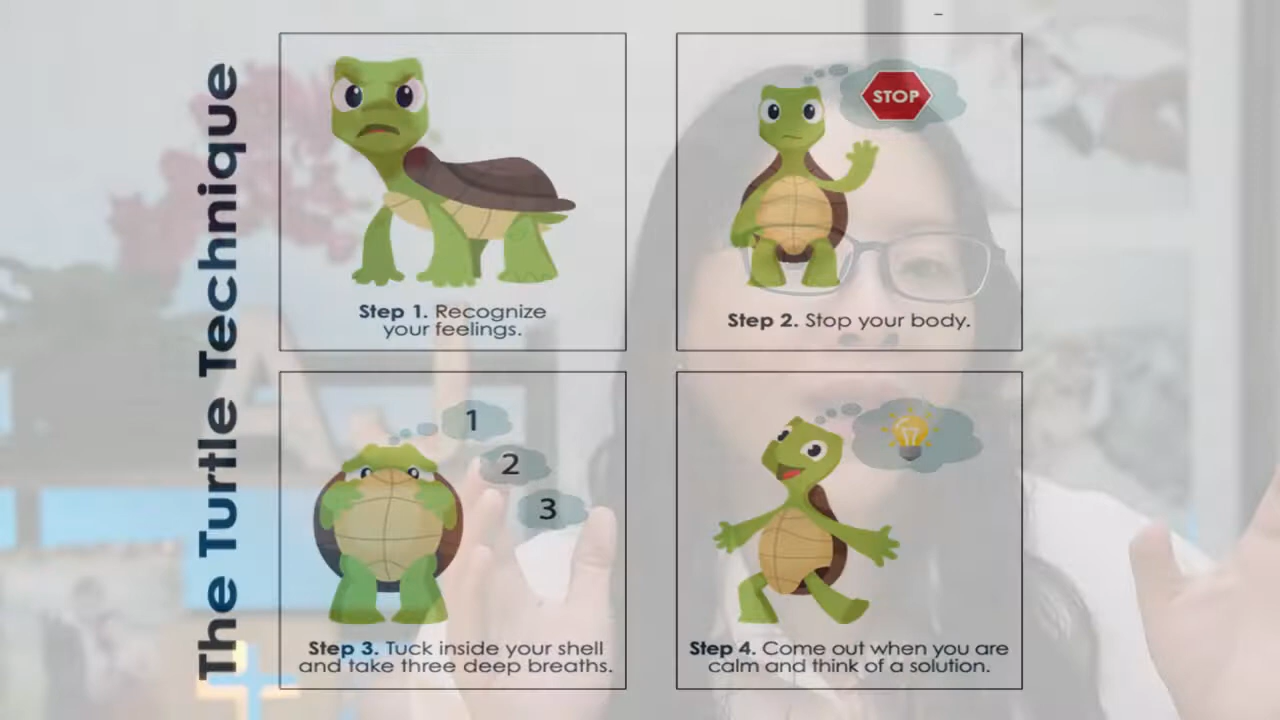 The Turtle Technique
Step 1. Recognize
your feelings.
STOP
Step 2. Stop your body.
1
2
3
Step 3. Tuck inside your shell
and take three deep breaths.
Step 4. Come out when you are
calm and think of a solution.